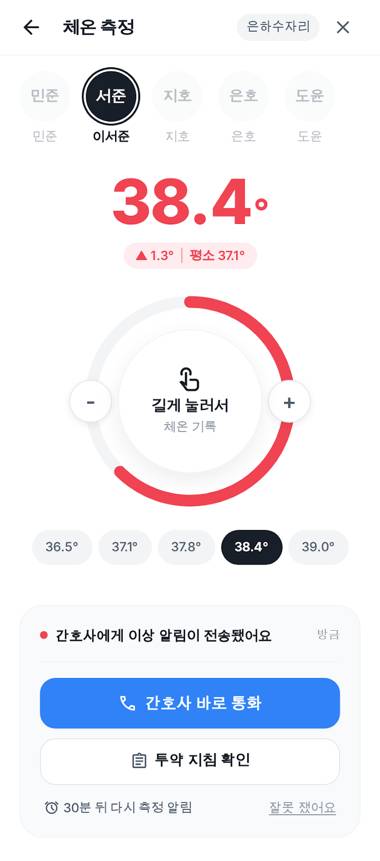 체온 측정
은하수자리
민준 서준 지호 은호 도윤
민준 이서준 지호 은호 도윤
38.4°
▲ 1.3° | 평소 37.1°
- +
길게 눌러서
체온 기록
36.5° 37.1° 37.8° 38.4° 39.0°
간호사에게 이상 알림이 전송됐어요 방금
간호사 바로 통화
투약 지침 확인
30분 뒤 다시 측정 알림 잘못 쟀어요